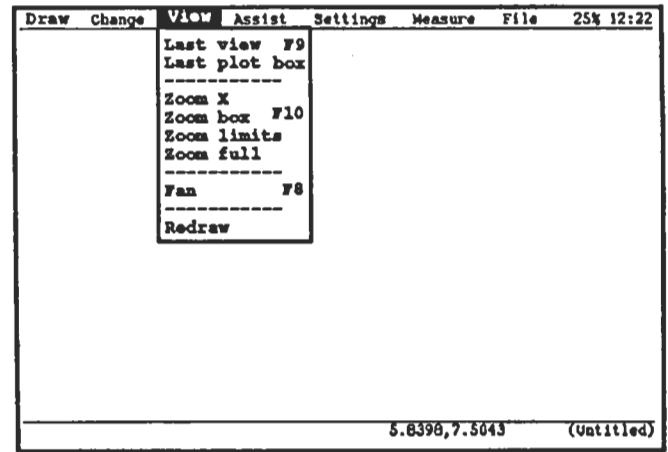 Draw Change View Assist Settings Measure File 25% 12:22
Last view F9
Last plot box
------------
Zoom X
Zoom box F10
Zoom limits
Zoom full
------------
Fan F8
------------
Redraw
5.8398,7.5043 (Untitled)